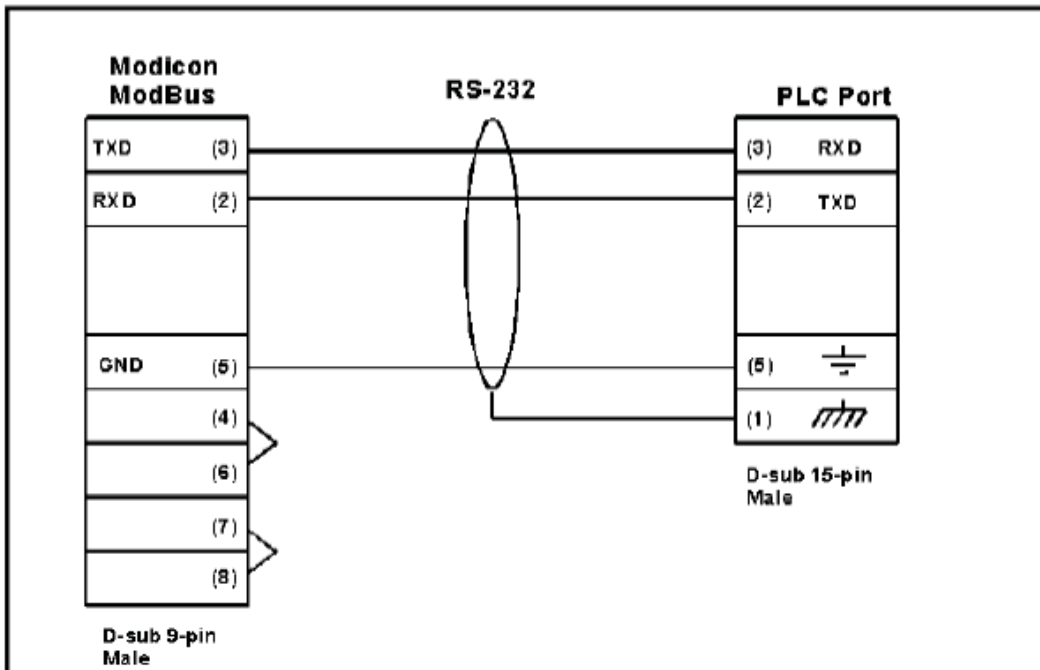 Modicon
ModBus
RS-232
PLC Port
TXD (3)
(3) RXD
RXD (2)
(2) TXD
GND (5)
(5)
(4)
(1)
(6)
(7)
(8)
D-sub 15-pin
Male
D-sub 9-pin
Male